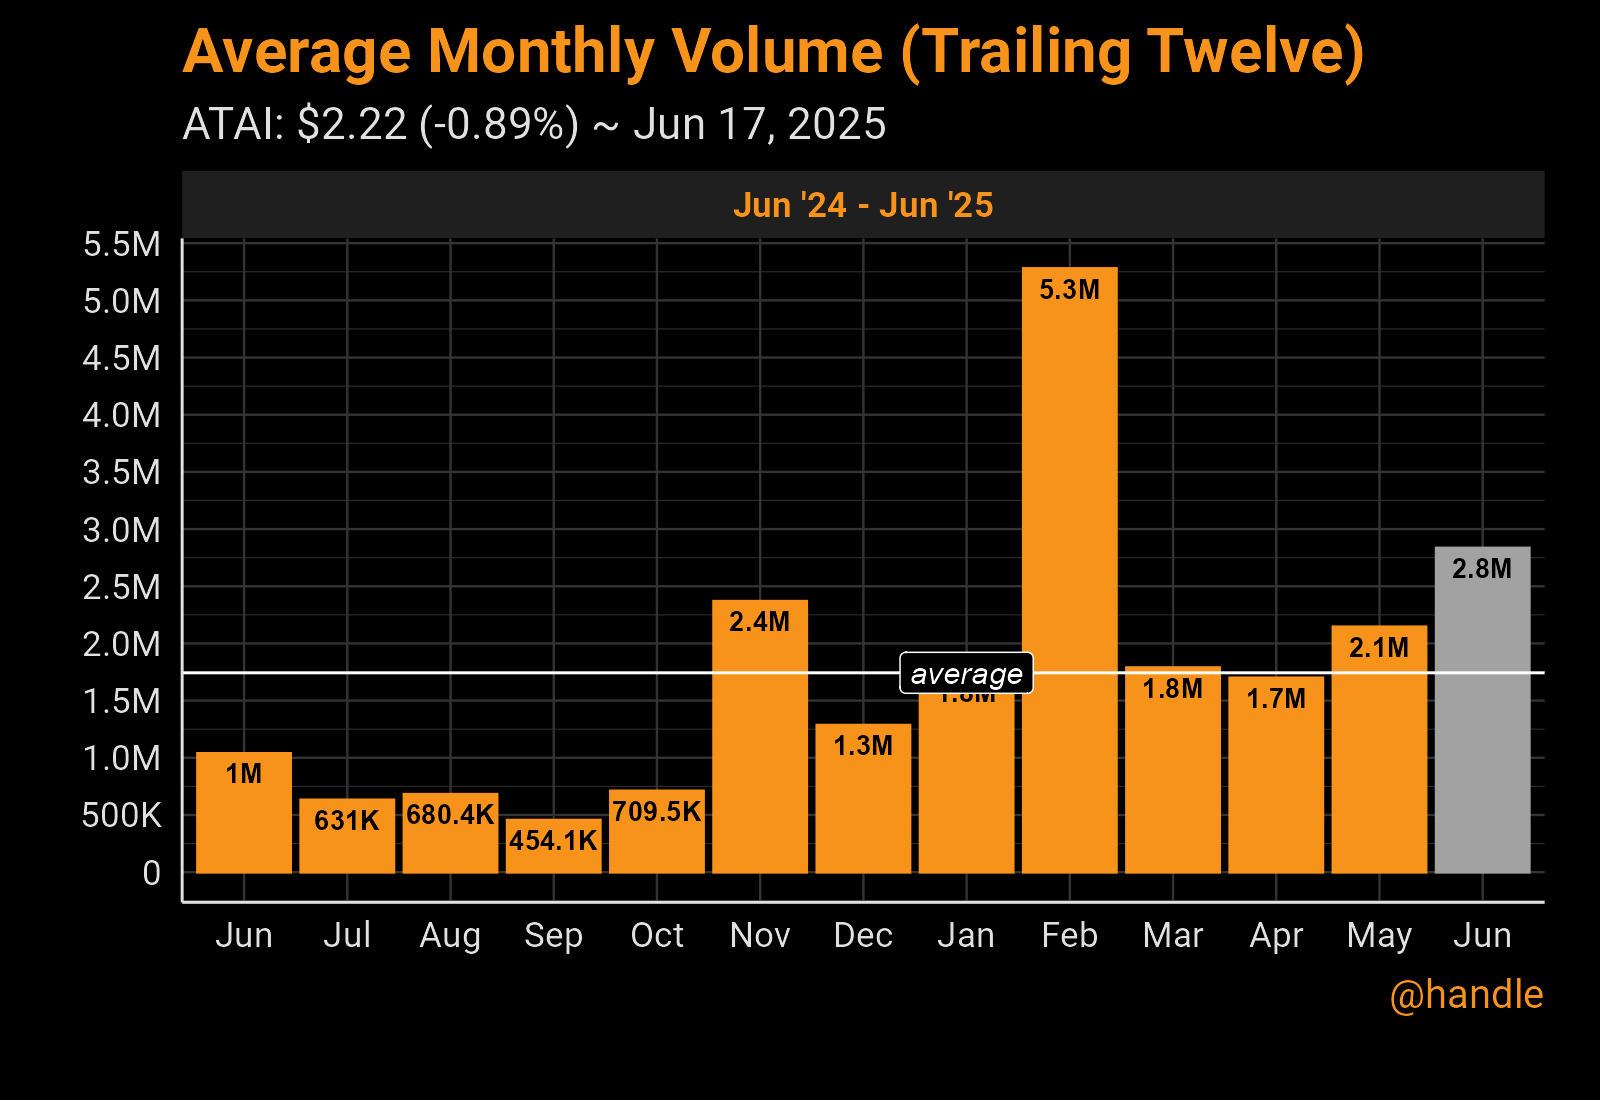 Average Monthly Volume (Trailing Twelve)
ATAI: $2.22 (-0.89%) ~ Jun 17, 2025
Jun '24 - Jun '25
5.5M
5.0M
4.5M
4.0M
3.5M
3.0M
2.5M
2.0M
1.5M
1.0M
500K
0
1M
631K
680.4K
454.1K
709.5K
2.4M
1.3M
average
5.3M
1.8M
1.7M
2.1M
2.8M
Jun Jul Aug Sep Oct Nov Dec Jan Feb Mar Apr May Jun
@handle